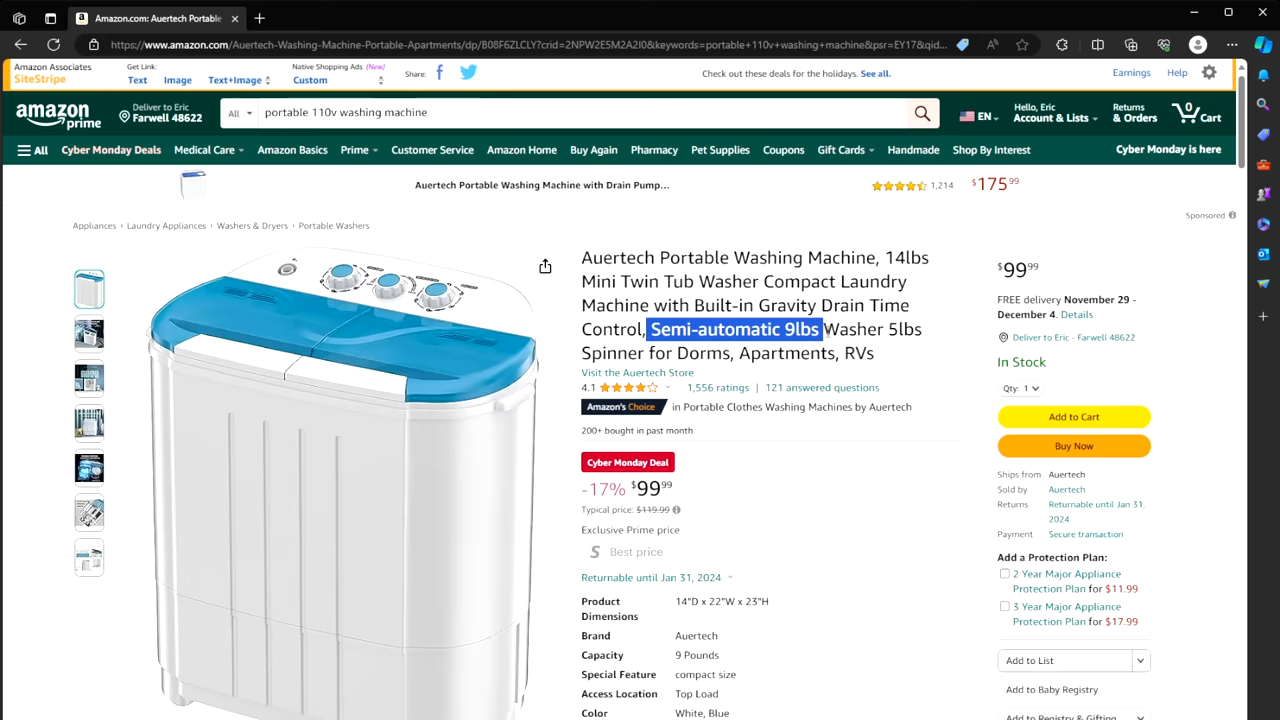 Amazon.com: Auertech Portable
https://www.amazon.com/Auertech-Washing-Machine-Portable-Apartments/dp/B08F6ZLCLY?crid=2NPW2E5M2A2I0&keywords=portable+110v+washing+machine&psr=EY17&qid...
Amazon Associates
SiteStripe
Get Link:
Text Image Text+Image
Native Shopping Ads (New)
Custom
Share:
Check out these deals for the holidays. See all.
Earnings Help
amazon
prime
Deliver to Eric
Farwell 48622
All
portable 110v washing machine
EN
Hello, Eric
Account & Lists
Returns
& Orders
0
Cart
All Cyber Monday Deals Medical Care Amazon Basics Prime Customer Service Amazon Home Buy Again Pharmacy Pet Supplies Coupons Gift Cards Handmade Shop By Interest Cyber Monday is here
Auertech Portable Washing Machine with Drain Pump... 1,214 $175.99
Sponsored
Appliances › Laundry Appliances › Washers & Dryers › Portable Washers
Auertech Portable Washing Machine, 14lbs
Mini Twin Tub Washer Compact Laundry
Machine with Built-in Gravity Drain Time
Control, Semi-automatic 9lbs Washer 5lbs
Spinner for Dorms, Apartments, RVs
Visit the Auertech Store
4.1 1,556 ratings | 121 answered questions
Amazon's Choice in Portable Clothes Washing Machines by Auertech
200+ bought in past month
Cyber Monday Deal
-17% $99.99
Typical price: $119.99
Exclusive Prime price
S Best price
Returnable until Jan 31, 2024
Product Dimensions 14"D x 22"W x 23"H
Brand Auertech
Capacity 9 Pounds
Special Feature compact size
Access Location Top Load
Color White, Blue
$99.99
FREE delivery November 29 -
December 4. Details
Deliver to Eric - Farwell 48622
In Stock
Qty: 1
Add to Cart
Buy Now
Ships from Auertech
Sold by Auertech
Returns Returnable until Jan 31,
2024
Payment Secure transaction
Add a Protection Plan:
2 Year Major Appliance
Protection Plan for $11.99
3 Year Major Appliance
Protection Plan for $17.99
Add to List
Add to Baby Registry
Add to Registry & Gifting